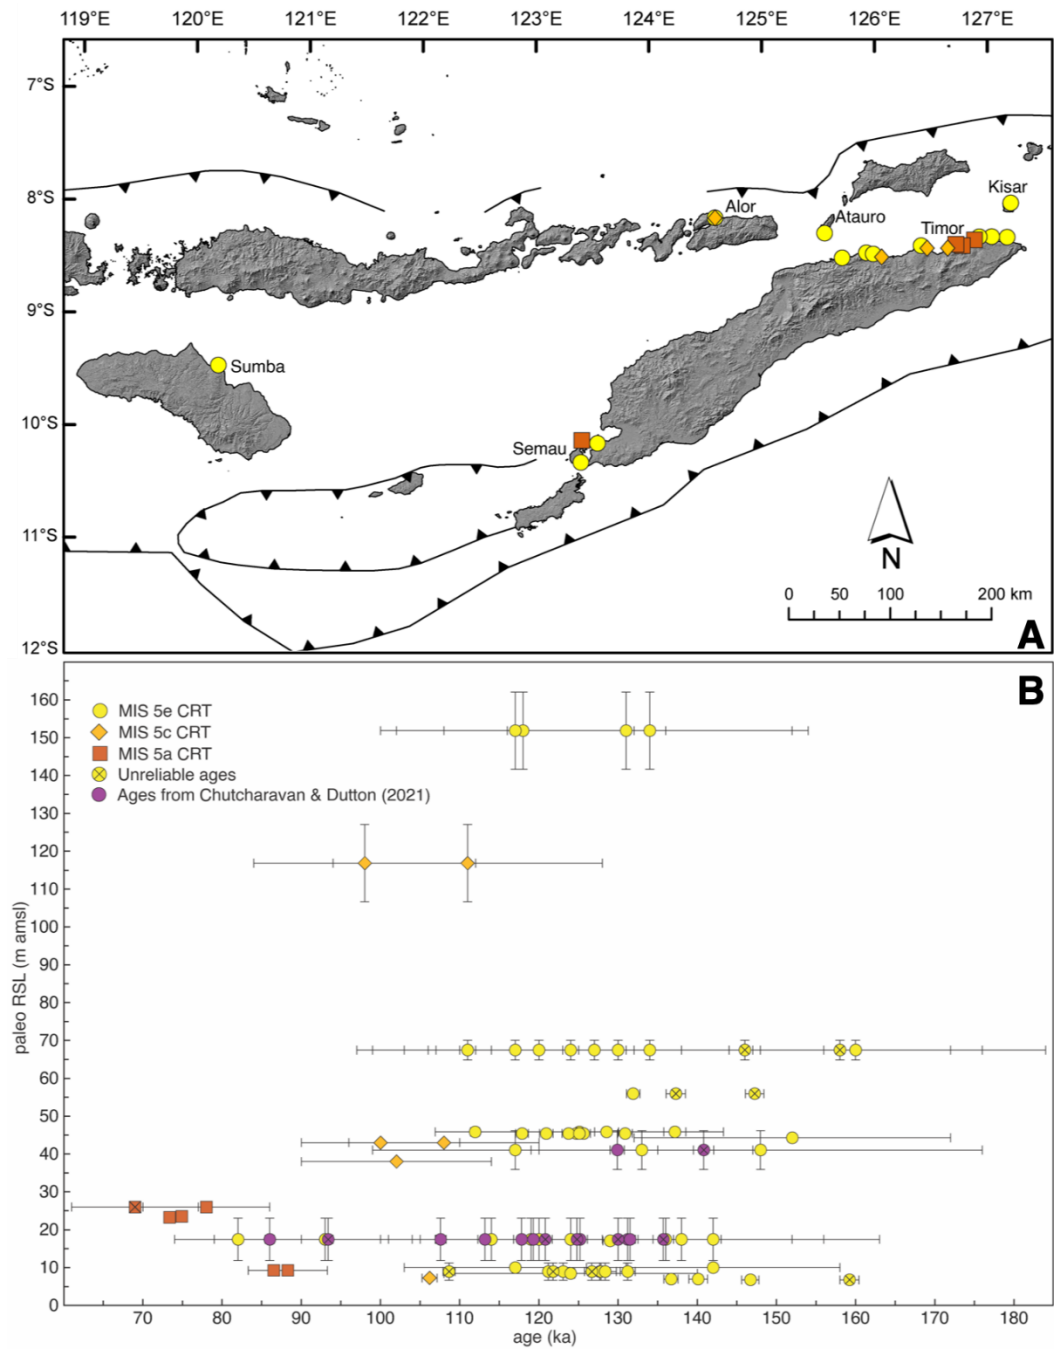 119°E 120°E 121°E 122°E 123°E 124°E 125°E 126°E 127°E
7°S
8°S
9°S
10°S
11°S
12°S
Kisar
Alor
Atauro
Timor
Sumba
Semau
N
0 50 100 200 km
A
B
MIS 5e CRT
MIS 5c CRT
MIS 5a CRT
Unreliable ages
Ages from Chutcharavan & Dutton (2021)
paleo RSL (m amsl)
160
150
140
130
120
110
100
90
80
70
60
50
40
30
20
10
0
70 80 90 100 110 120 130 140 150 160 170 180
age (ka)